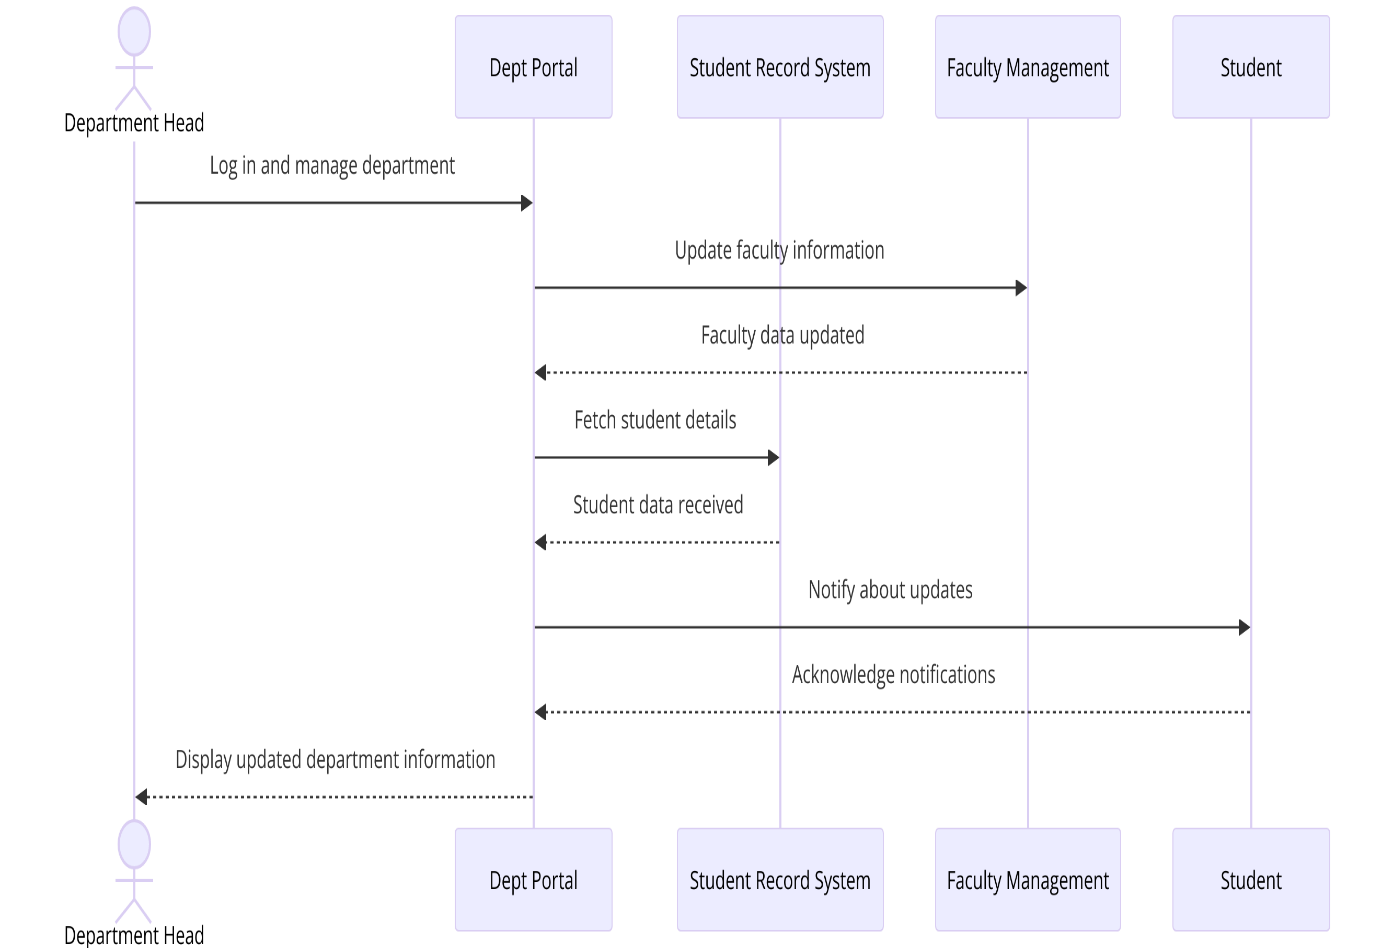 Department Head
Dept Portal
Student Record System
Faculty Management
Student
Log in and manage department
Update faculty information
Faculty data updated
Fetch student details
Student data received
Notify about updates
Acknowledge notifications
Display updated department information
Department Head
Dept Portal
Student Record System
Faculty Management
Student